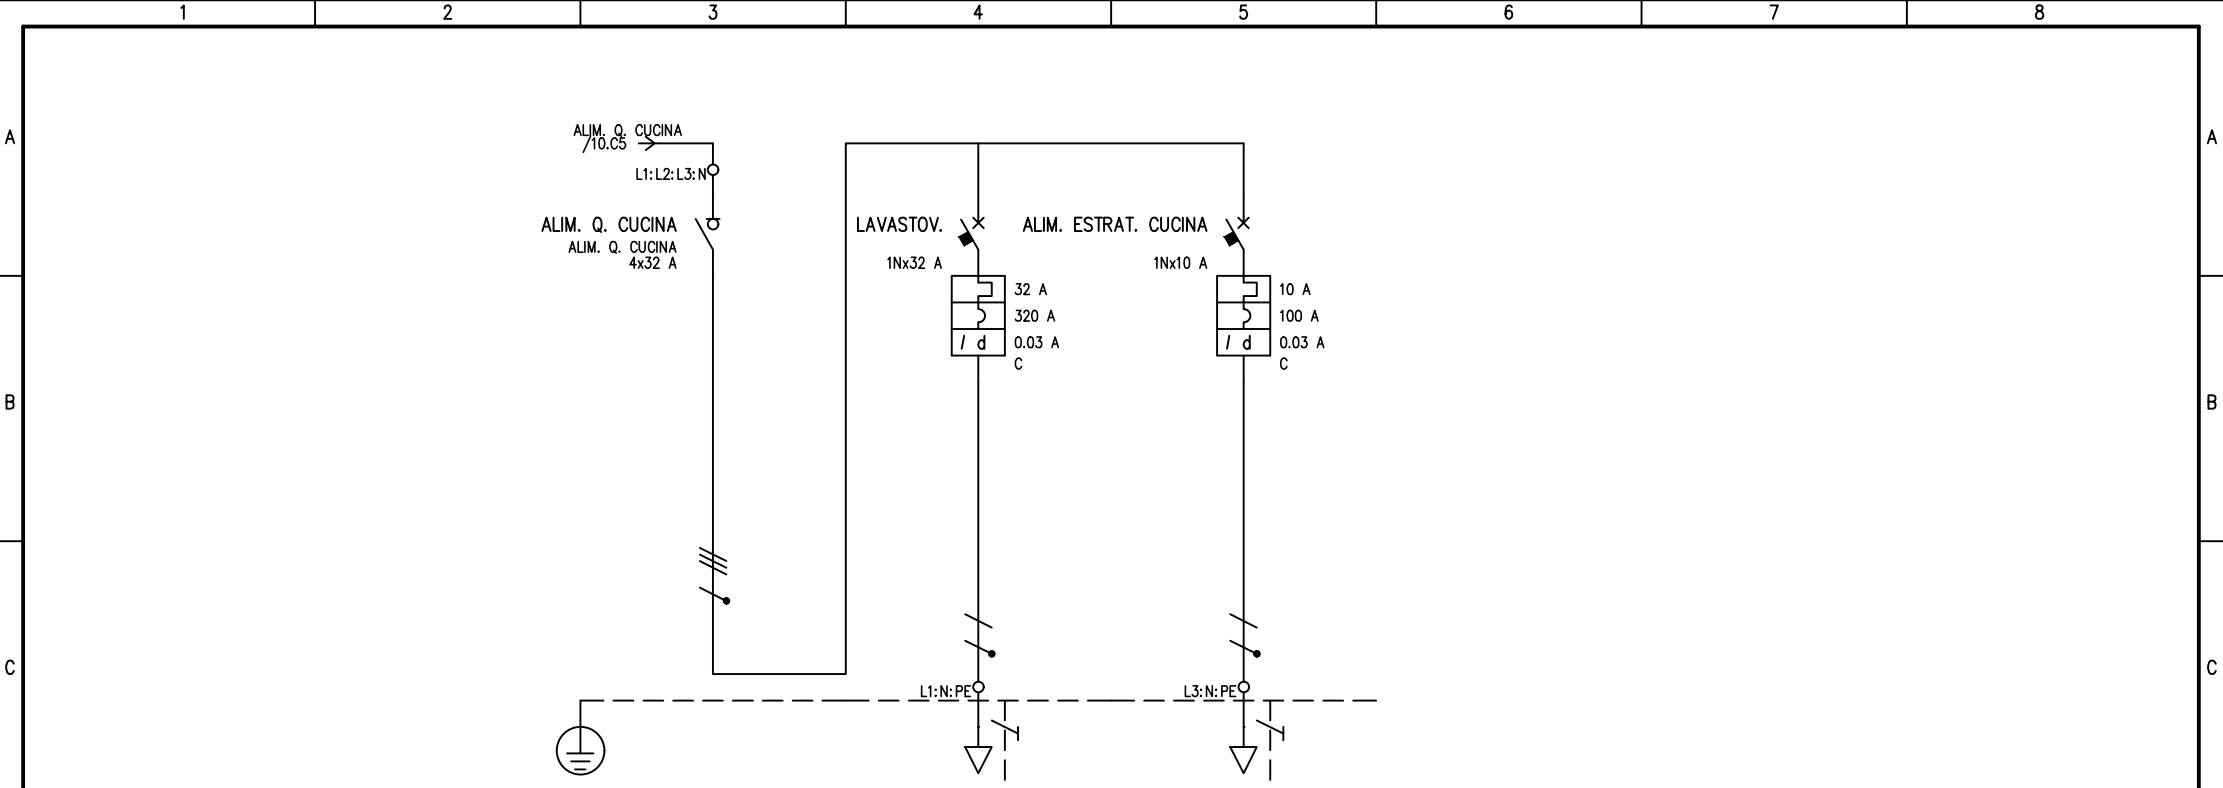 1 2 3 4 5 6 7 8
A A
ALIM. Q. CUCINA
/10.C5
L1:L2:L3:N
ALIM. Q. CUCINA
ALIM. Q. CUCINA
4x32 A
LAVASTOV.
1Nx32 A
32 A
320 A
I d 0.03 A
C
ALIM. ESTRAT. CUCINA
1Nx10 A
10 A
100 A
I d 0.03 A
C
B B
C C
L1:N:PE
L3:N:PE